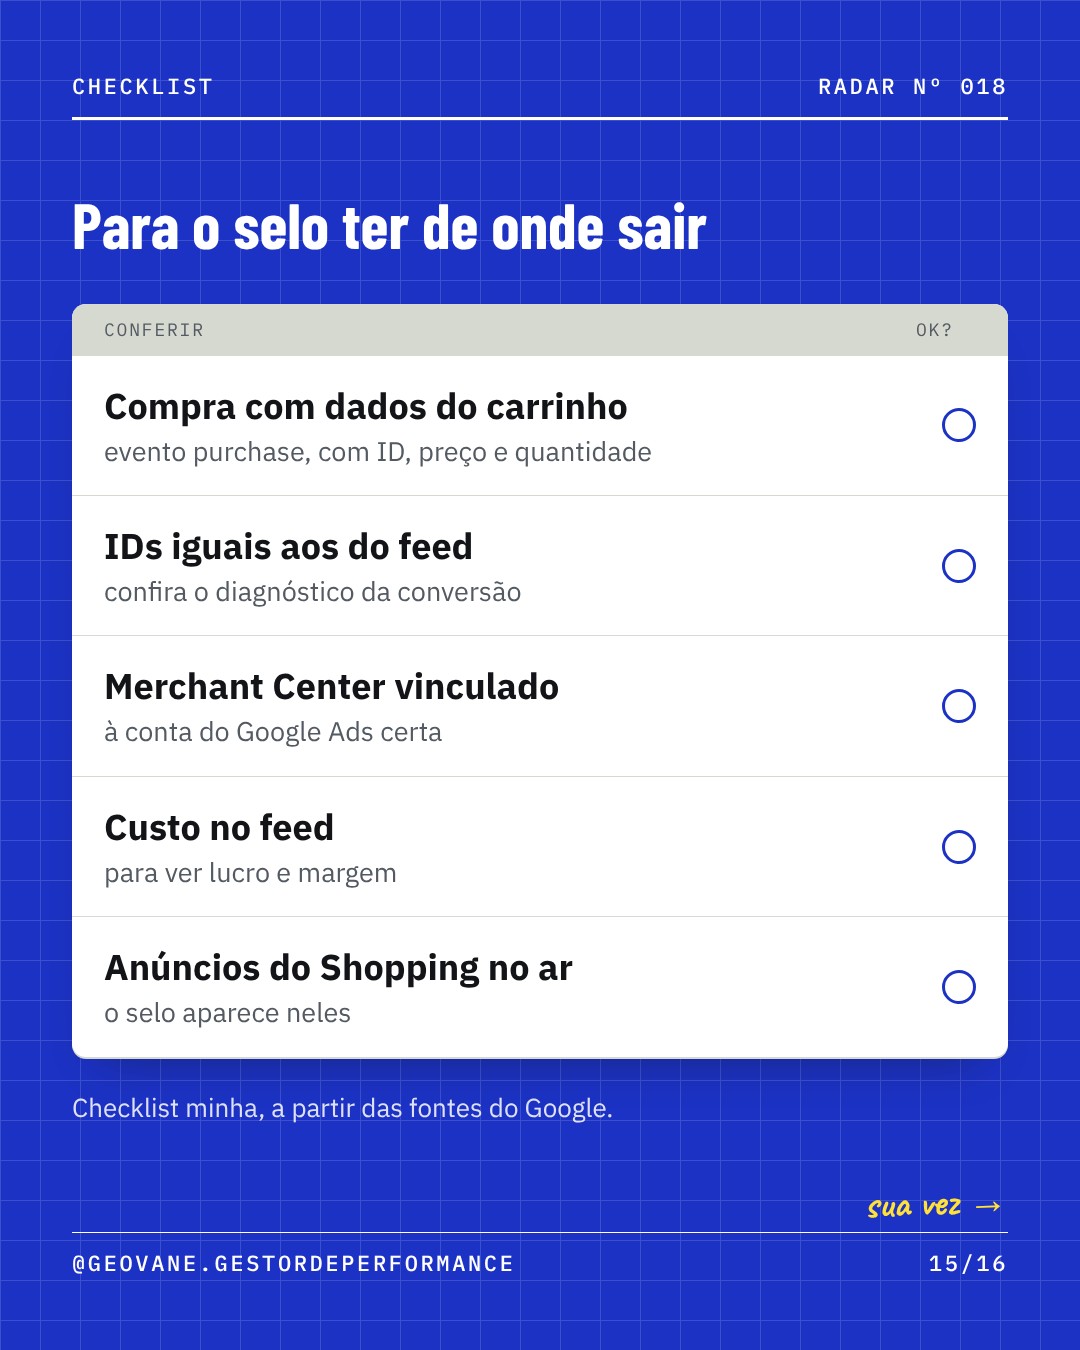 CHECKLIST
RADAR Nº 018
Para o selo ter de onde sair
CONFERIR
OK?
Compra com dados do carrinho
evento purchase, com ID, preço e quantidade
IDs iguais aos do feed
confira o diagnóstico da conversão
Merchant Center vinculado
à conta do Google Ads certa
Custo no feed
para ver lucro e margem
Anúncios do Shopping no ar
o selo aparece neles
Checklist minha, a partir das fontes do Google.
sua vez →
@GEOVANE.GESTORDEPERFORMANCE
15/16